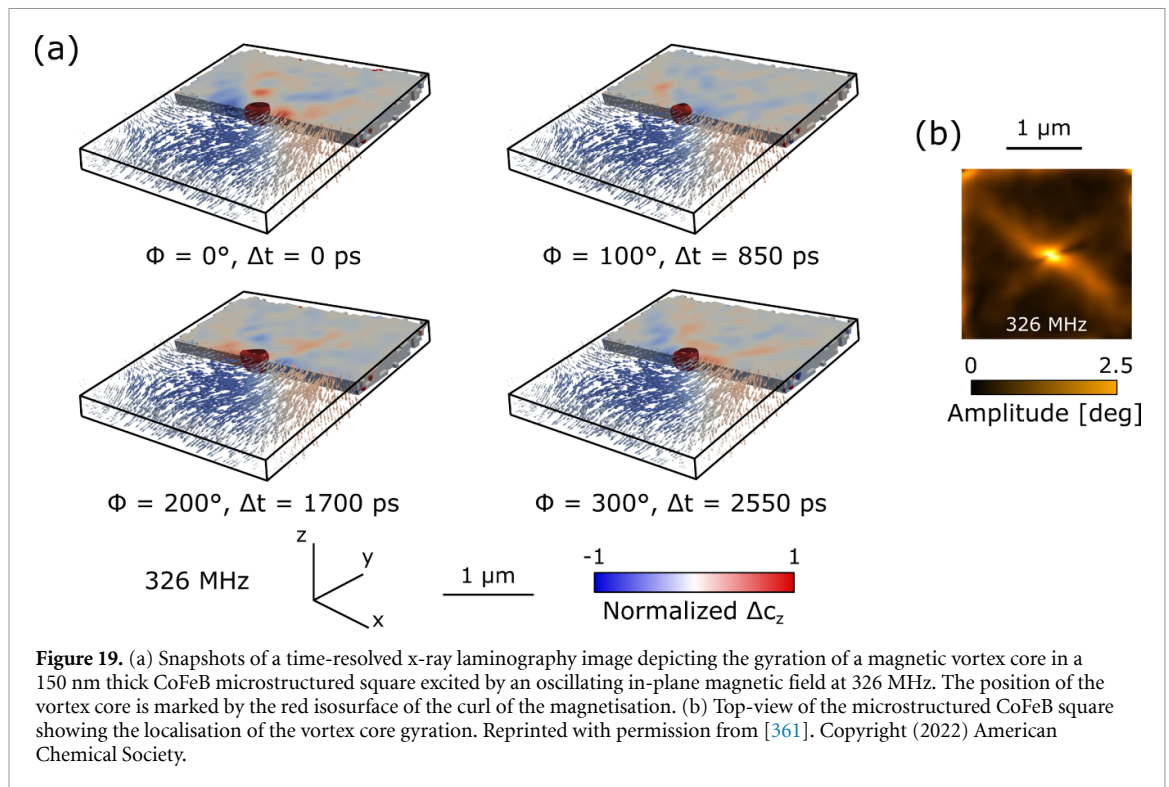 (a)
Φ = 0°, Δt = 0 ps
Φ = 100°, Δt = 850 ps
Φ = 200°, Δt = 1700 ps
Φ = 300°, Δt = 2550 ps
326 MHz
z
y
x
1 μm
-1 1
Normalized Δc_z
(b)
1 μm
326 MHz
0 2.5
Amplitude [deg]
Figure 19. (a) Snapshots of a time-resolved x-ray laminography image depicting the gyration of a magnetic vortex core in a
150 nm thick CoFeB microstructured square excited by an oscillating in-plane magnetic field at 326 MHz. The position of the
vortex core is marked by the red isosurface of the curl of the magnetisation. (b) Top-view of the microstructured CoFeB square
showing the localisation of the vortex core gyration. Reprinted with permission from [361]. Copyright (2022) American
Chemical Society.